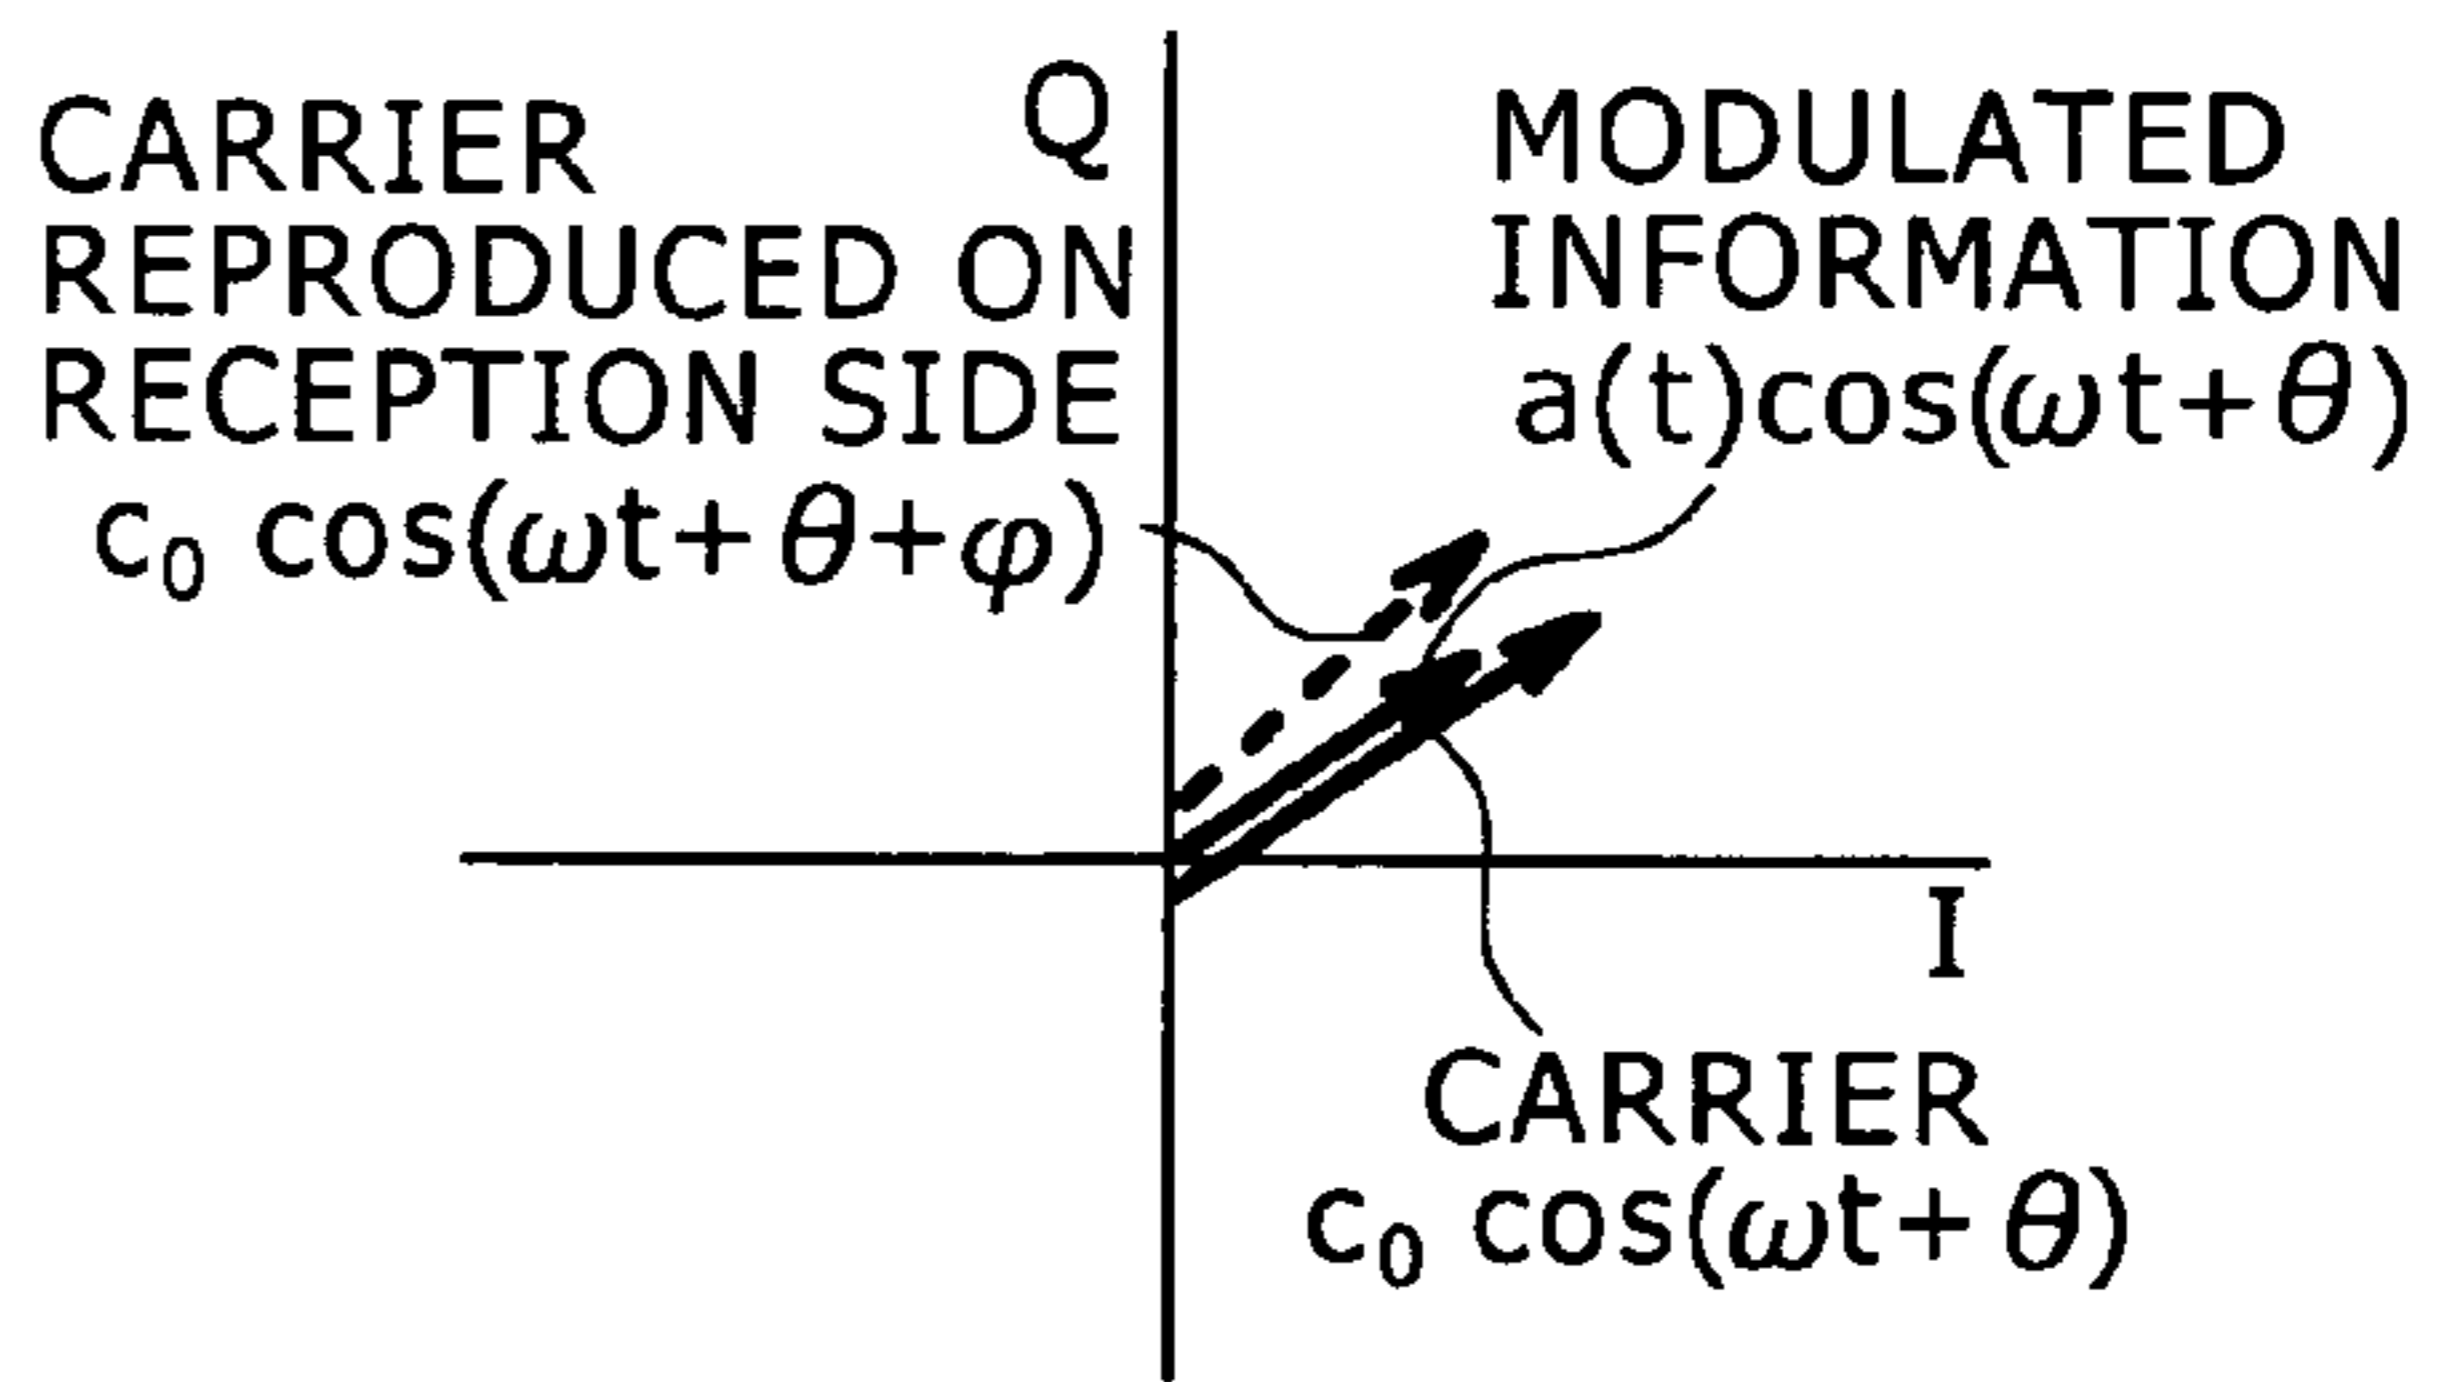 CARRIER
REPRODUCED ON
RECEPTION SIDE
c₀ cos(ωt+θ+φ)
Q
MODULATED
INFORMATION
a(t)cos(ωt+θ)
I
CARRIER
c₀ cos(ωt+θ)